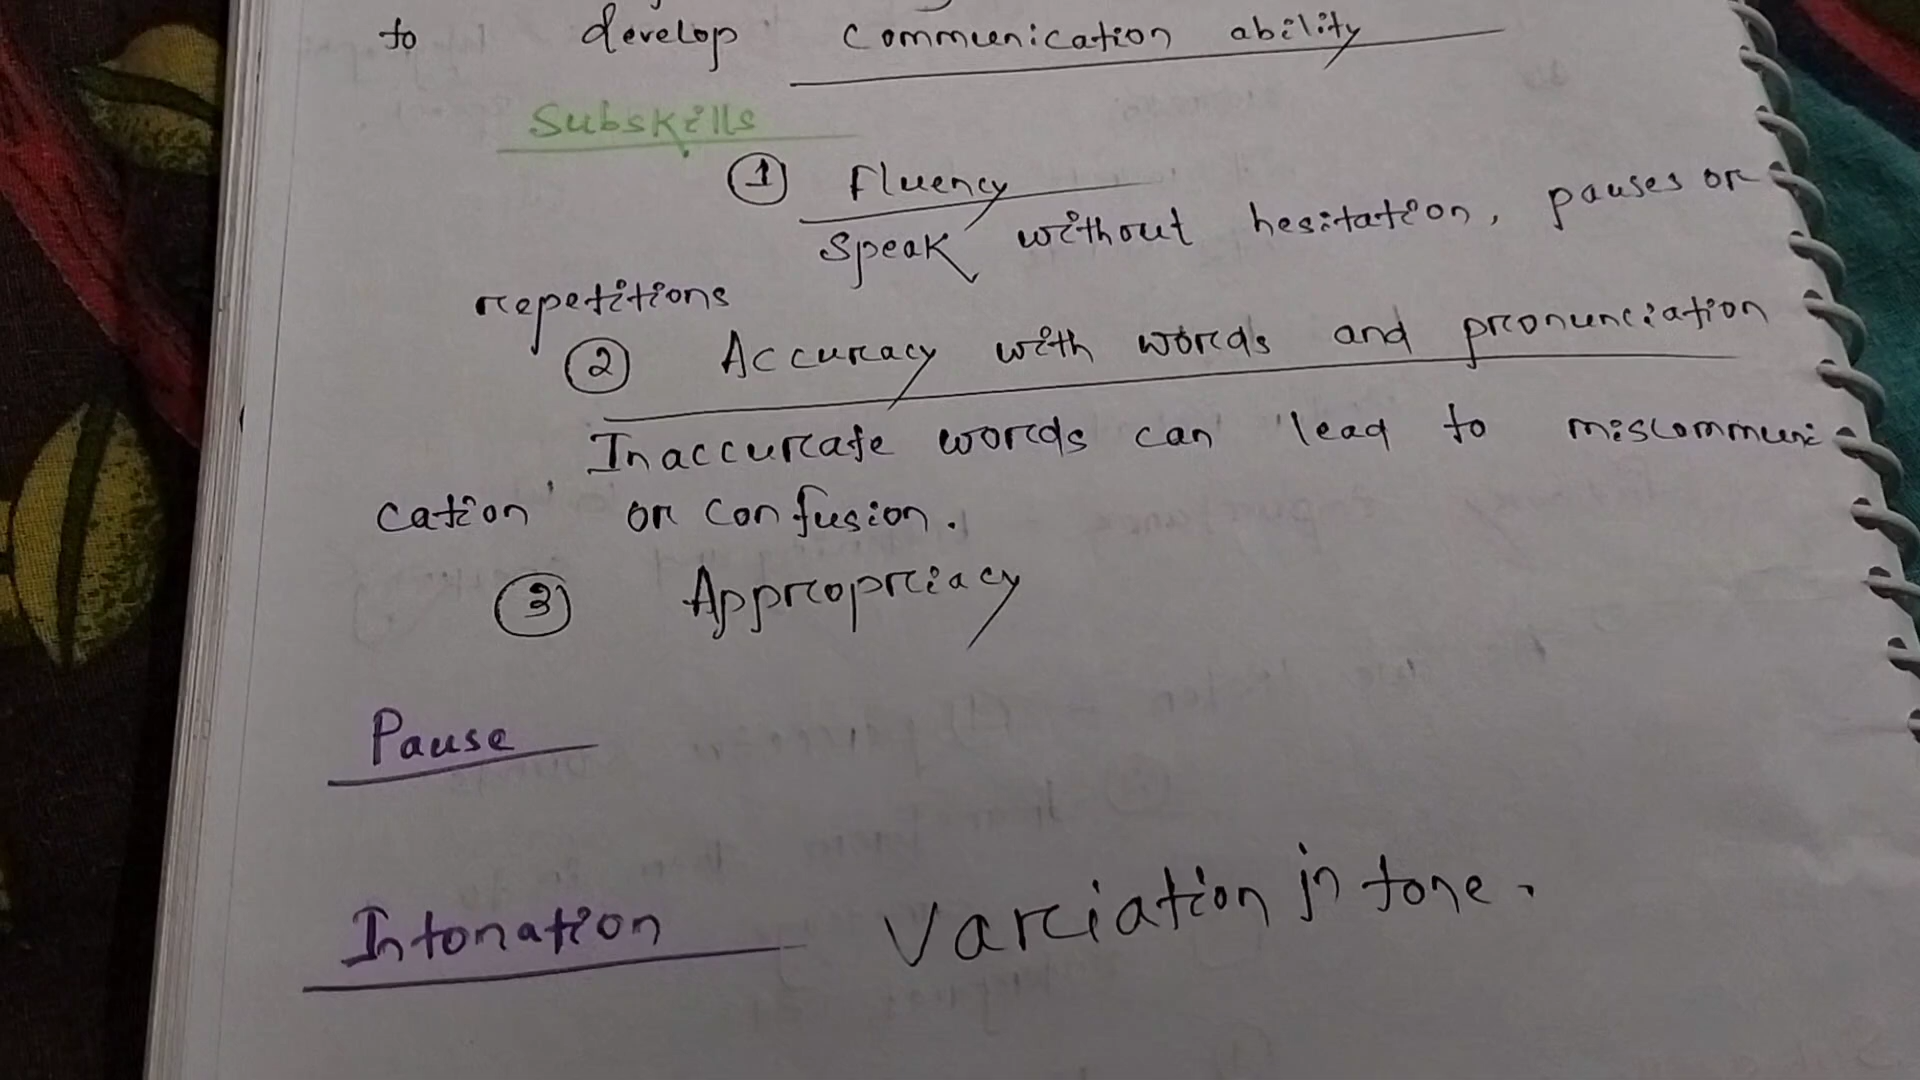 to develop communication ability
Subskills
① Fluency
Speak without hesitation, pauses or
repetitions
② Accuracy with words and pronunciation
Inaccurate words can lead to miscommuni
cation or confusion.
③ Appropriacy
Pause
Intonation Variation in tone.